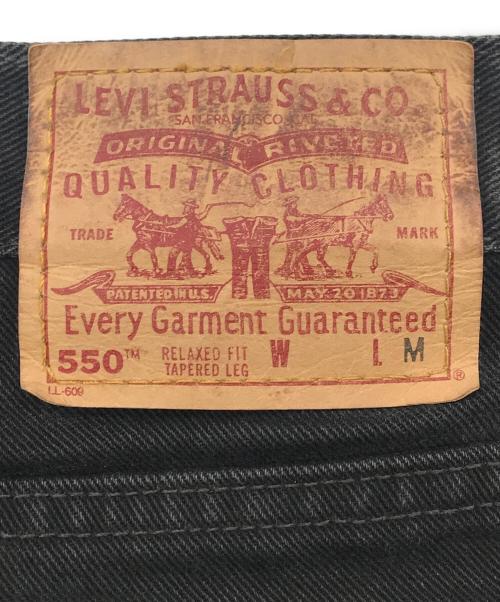 LEVI STRAUSS & CO.
SAN FRANCISCO, CAL.
ORIGINAL RIVETED
QUALITY CLOTHING
TRADE MARK
PATENTED IN U.S. MAY 20 1873
Every Garment Guaranteed
550™ RELAXED FIT W L M
TAPERED LEG
LL-609 ®